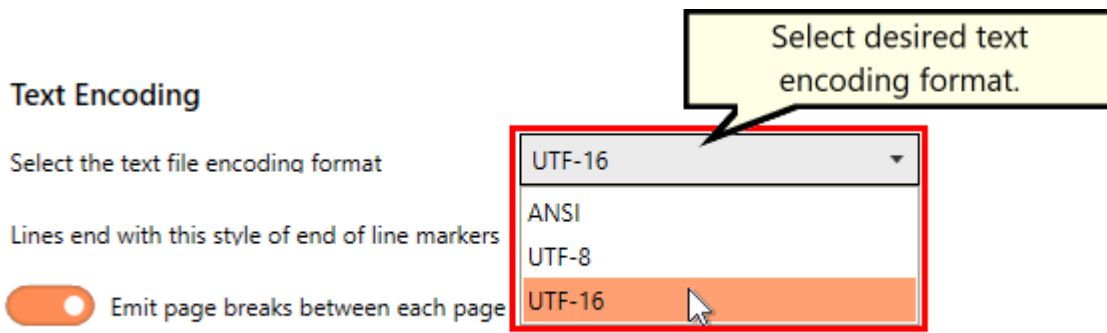 Select desired text
encoding format.
Text Encoding
Select the text file encoding format
UTF-16
ANSI
Lines end with this style of end of line markers
UTF-8
Emit page breaks between each page
UTF-16